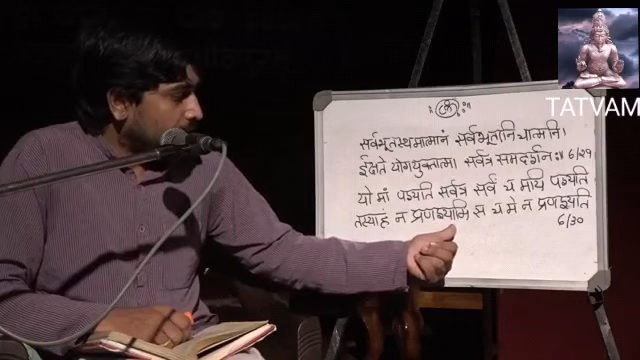 ॐ
सर्वभूतस्थमात्मानं सर्वभूतानि चात्मनि।
ईक्षते योगयुक्तात्मा सर्वत्र समदर्शनः॥ 6/29
यो मां पश्यति सर्वत्र सर्वं च मयि पश्यति
तस्याहं न प्रणश्यामि स च मे न प्रणश्यति
6/30
TATVAM